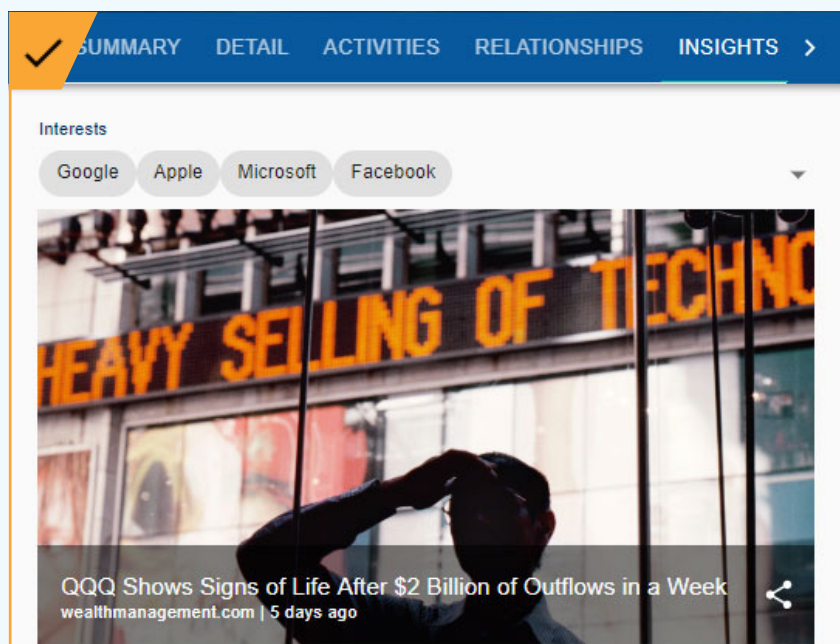 SUMMARY DETAIL ACTIVITIES RELATIONSHIPS INSIGHTS
Interests
Google Apple Microsoft Facebook
HEAVY SELLING OF TECHNO
QQQ Shows Signs of Life After $2 Billion of Outflows in a Week
wealthmanagement.com | 5 days ago